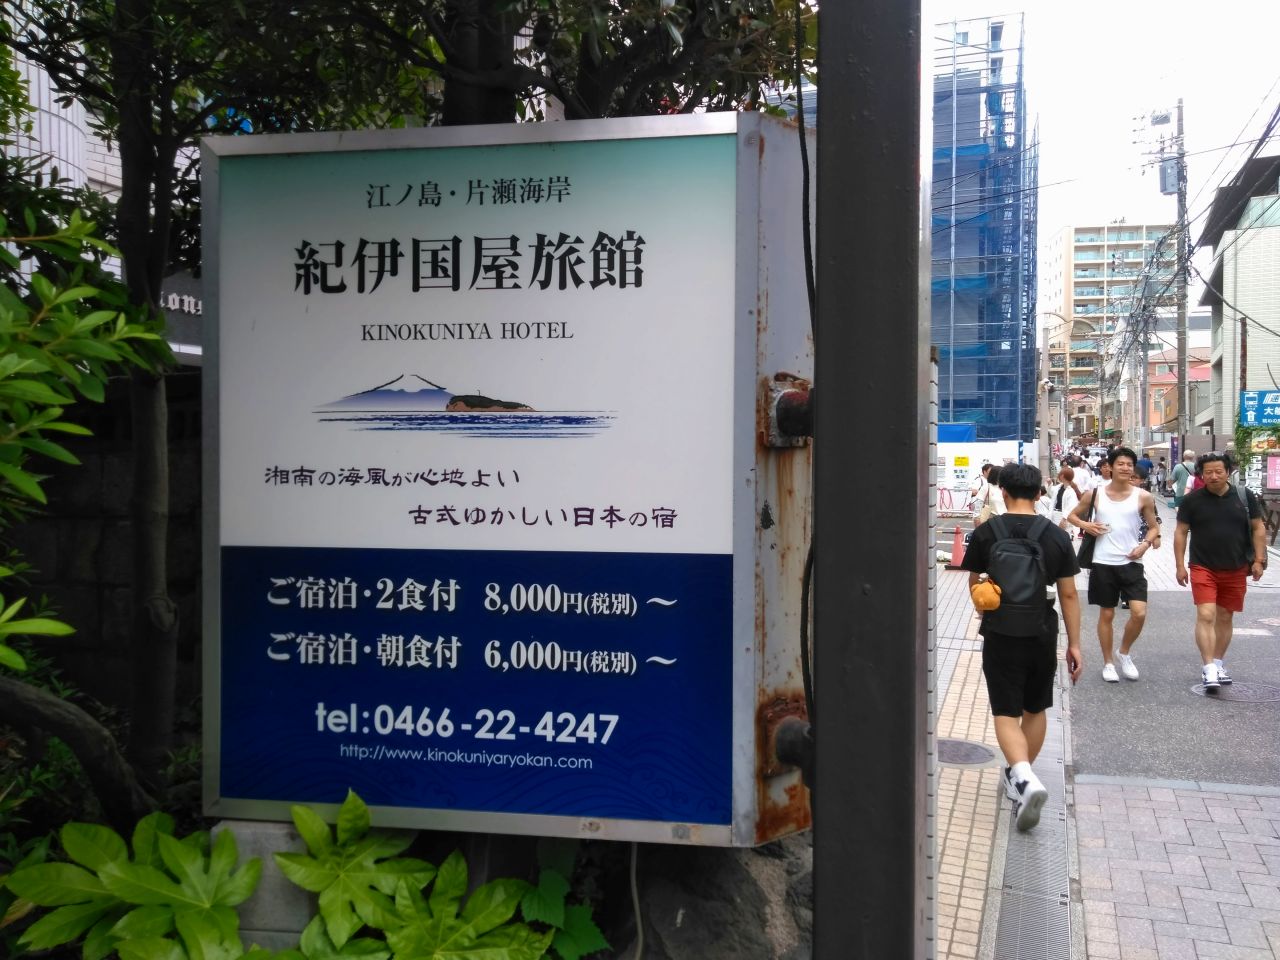 江ノ島・片瀬海岸
紀伊国屋旅館
KINOKUNIYA HOTEL
湘南の海風が心地よい
古式ゆかしい日本の宿
ご宿泊・2食付 8,000円(税別)～
ご宿泊・朝食付 6,000円(税別)～
tel:0466-22-4247
http://www.kinokuniyaryokan.com